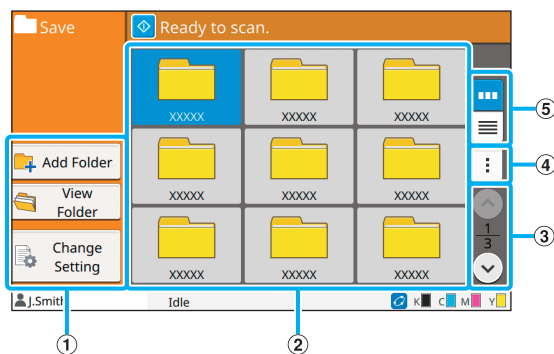 Save
Ready to scan.
XXXXX XXXXX XXXXX
Add Folder
XXXXX XXXXX XXXXX
View
Folder
Change
Setting
XXXXX XXXXX XXXXX
1
3
J.Smith
Idle
K C M Y
5
4
3
1
2